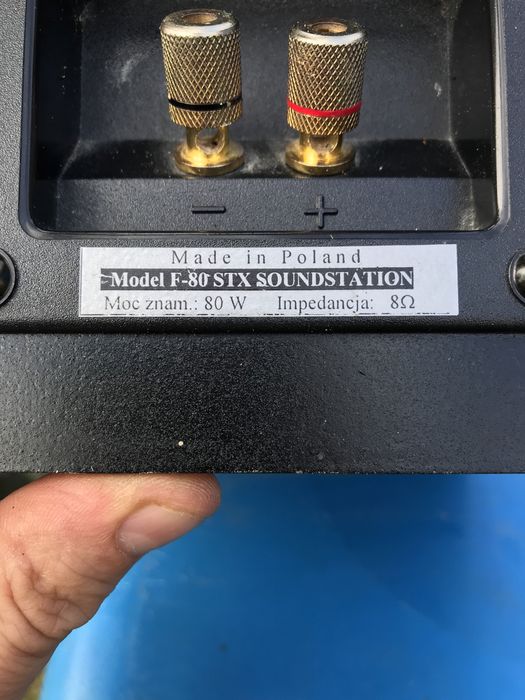 − +
Made in Poland
Model F-80 STX SOUNDSTATION
Moc znam.: 80 W Impedancja: 8Ω